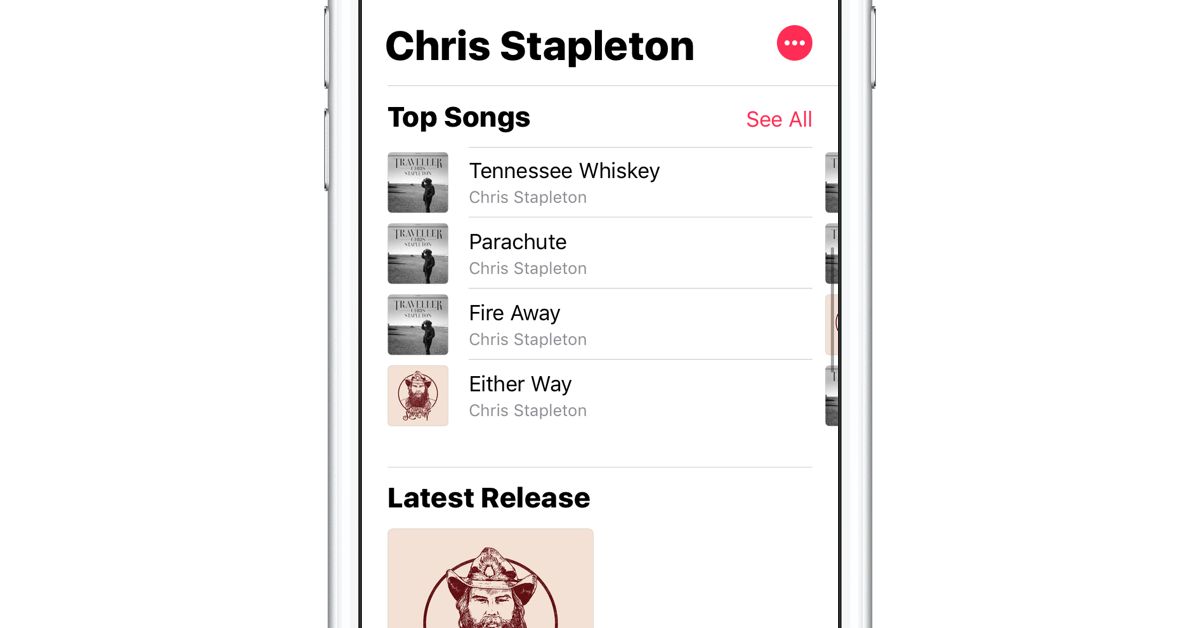 Chris Stapleton
Top Songs
See All
TRAVELLER
CHRIS
STAPLETON
Tennessee Whiskey
Chris Stapleton
TRAVELLER
CHRIS
STAPLETON
Parachute
Chris Stapleton
TRAVELLER
CHRIS
STAPLETON
Fire Away
Chris Stapleton
Either Way
Chris Stapleton
Latest Release